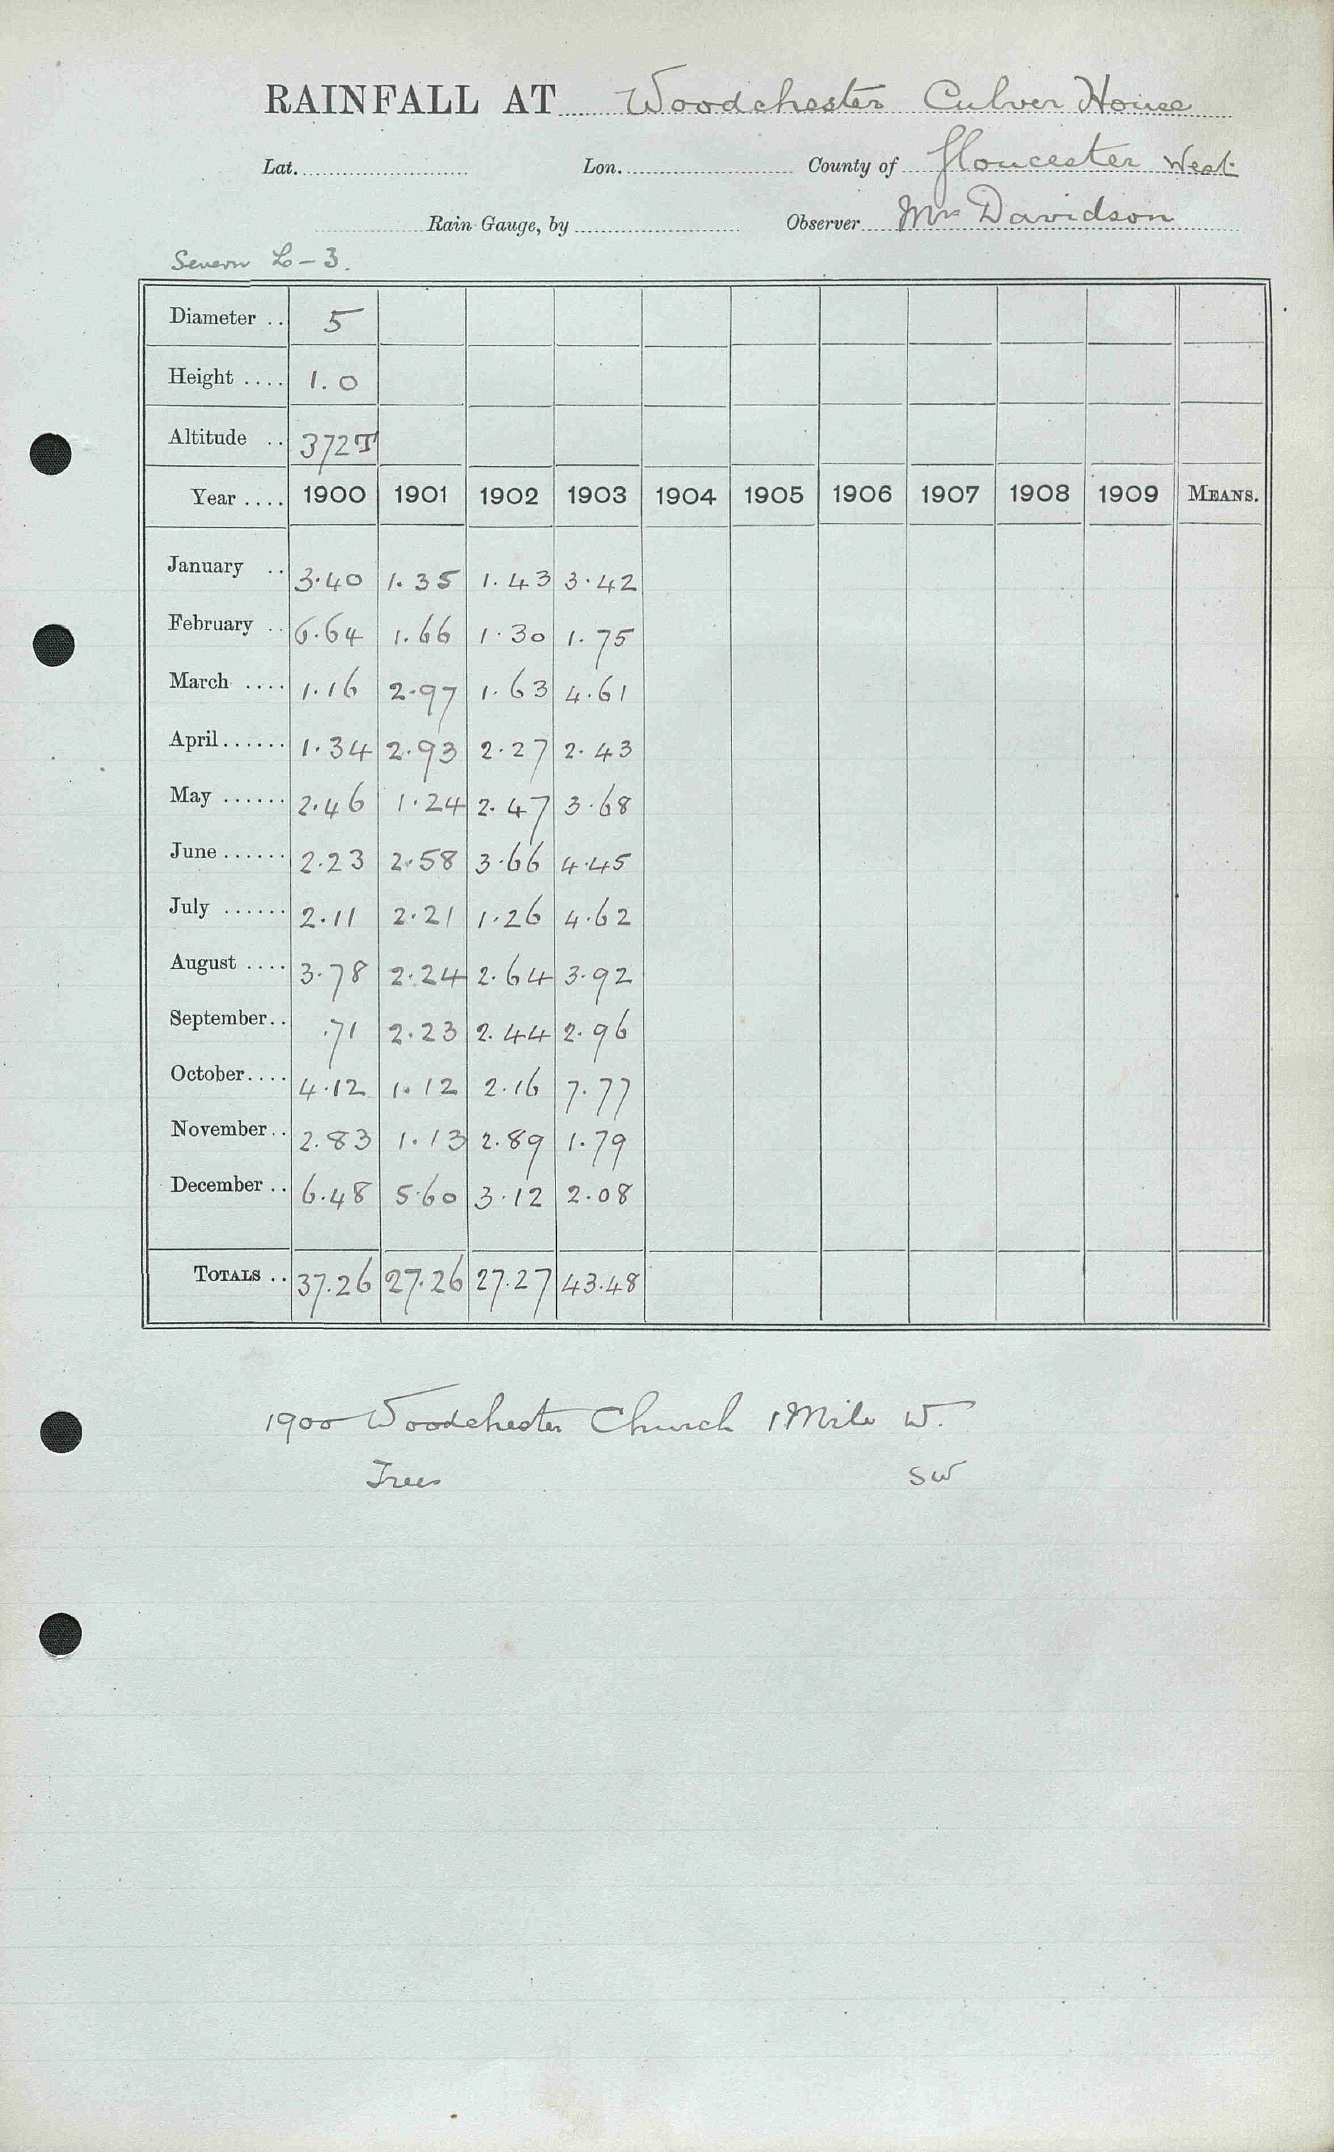 RAINFALL AT Woodchester Culver House
Lat. Lon. County of Gloucester West
Rain Gauge, by Observer Mrs Davidson
Severn L-3.
Diameter .. 5
Height .... 1.0
Altitude .. 372T
Year .... 1900 1901 1902 1903 1904 1905 1906 1907 1908 1909 MEANS.
January .. 3.40 1.35 1.43 3.42
February .. 6.64 1.66 1.30 1.75
March .... 1.16 2.97 1.63 4.61
April...... 1.34 2.93 2.27 2.43
May ...... 2.46 1.24 2.47 3.68
June ...... 2.23 2.58 3.66 4.45
July ...... 2.11 2.21 1.26 4.62
August .... 3.78 2.24 2.64 3.92
September.. .71 2.23 2.44 2.96
October.... 4.12 1.12 2.16 7.77
November.. 2.83 1.13 2.89 1.79
December .. 6.48 5.60 3.12 2.08
TOTALS .. 37.26 27.26 27.27 43.48
1900 Woodchester Church 1 Mile W.
Trees SW